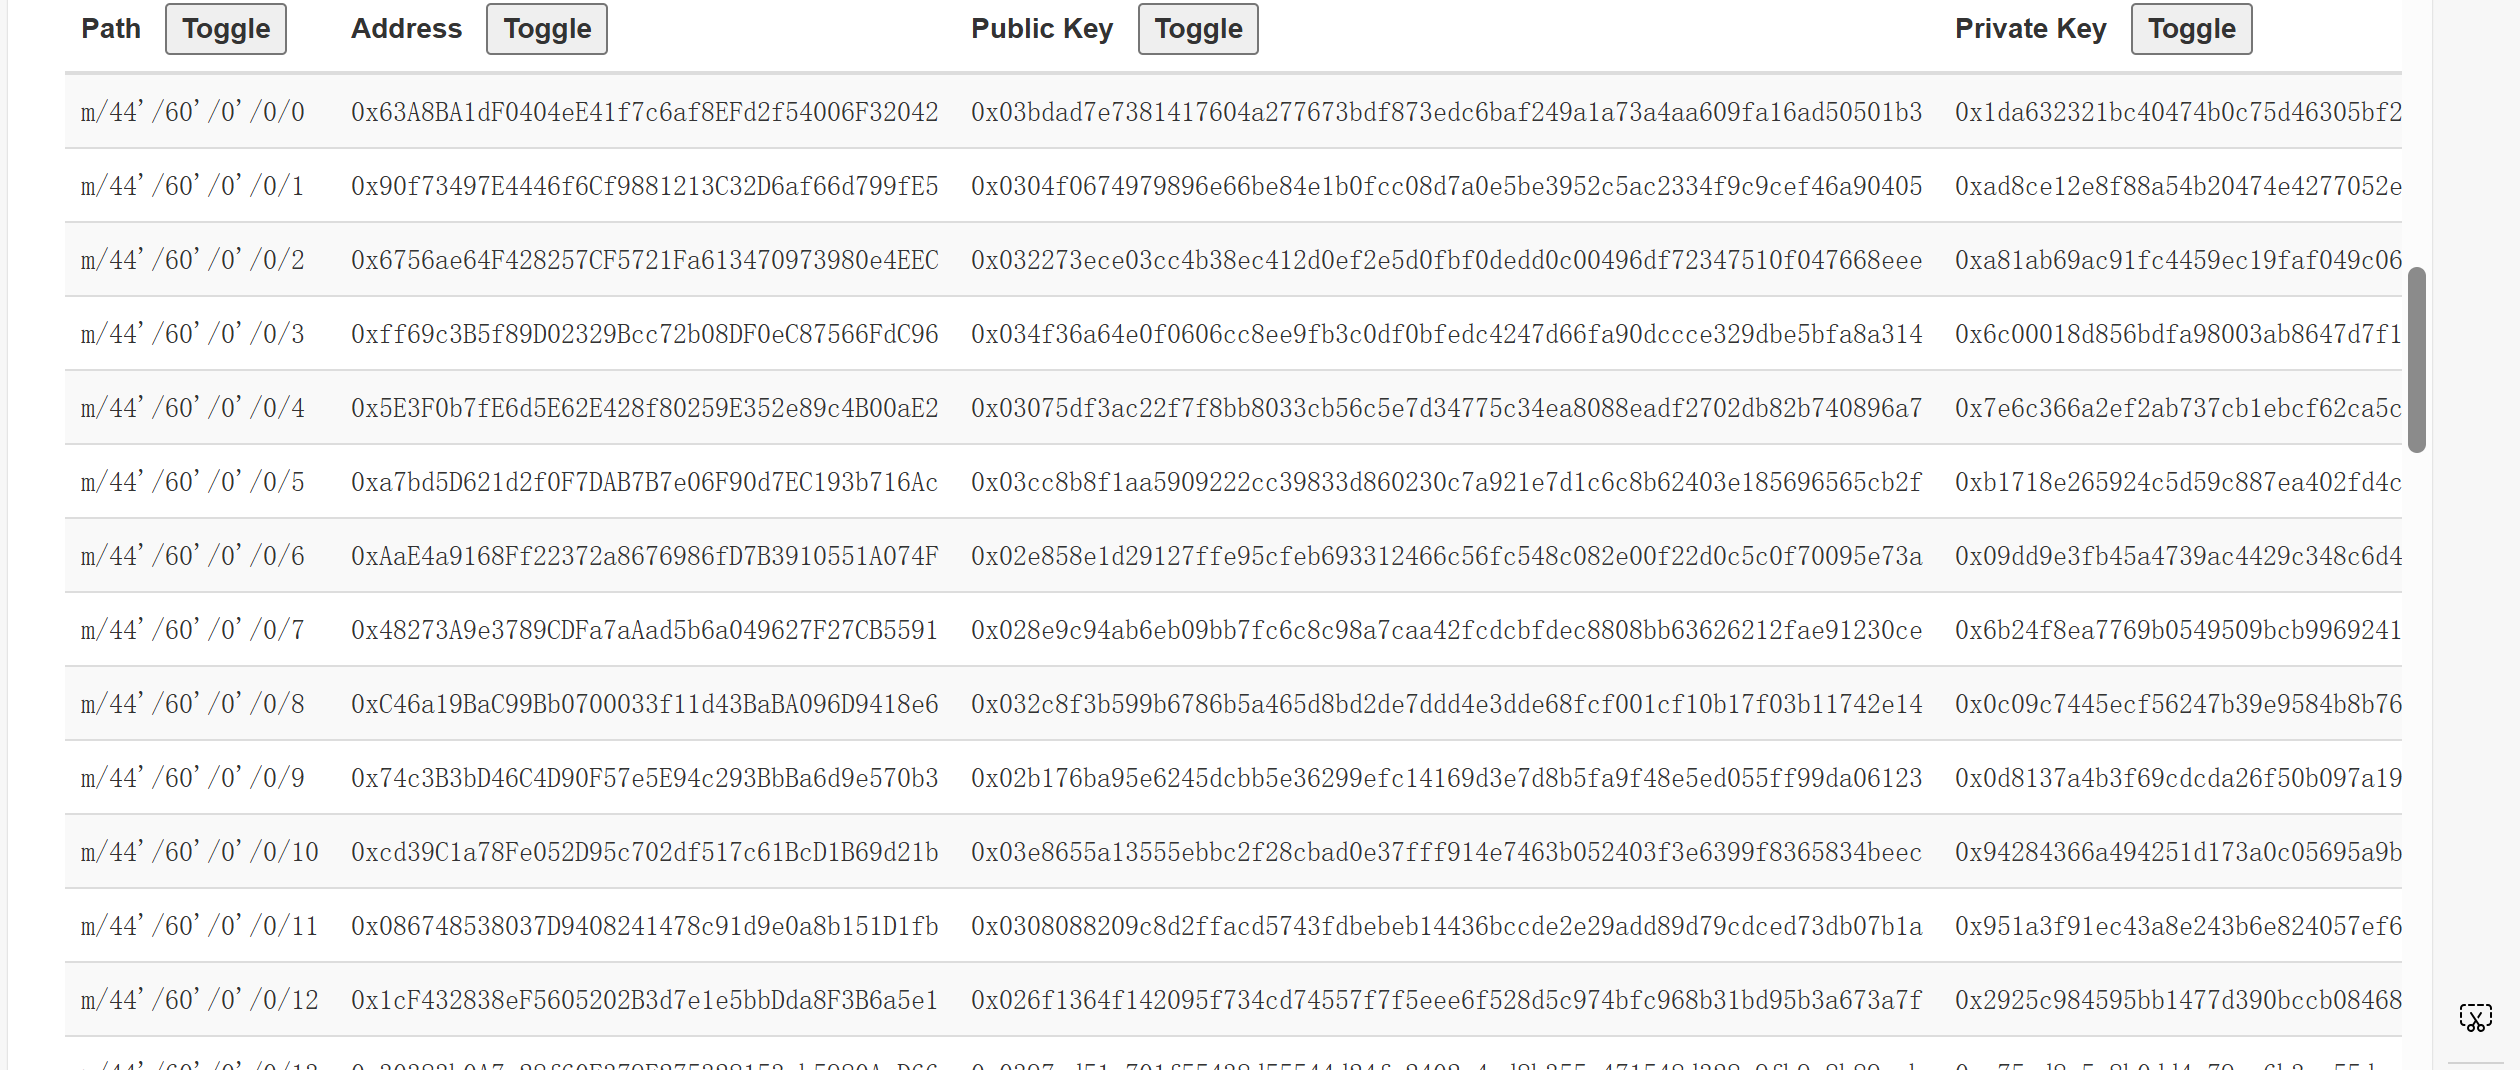 Path Toggle Address Toggle Public Key Toggle Private Key Toggle
m/44'/60'/0'/0/0 0x63A8BA1dF0404eE41f7c6af8EFd2f54006F32042 0x03bdad7e7381417604a277673bdf873edc6baf249a1a73a4aa609fa16ad50501b3 0x1da632321bc40474b0c75d46305bf2
m/44'/60'/0'/0/1 0x90f73497E4446f6Cf9881213C32D6af66d799fE5 0x0304f0674979896e66be84e1b0fcc08d7a0e5be3952c5ac2334f9c9cef46a90405 0xad8ce12e8f88a54b20474e4277052e
m/44'/60'/0'/0/2 0x6756ae64F428257CF5721Fa613470973980e4EEC 0x032273ece03cc4b38ec412d0ef2e5d0fbf0dedd0c00496df72347510f047668eee 0xa81ab69ac91fc4459ec19faf049c06
m/44'/60'/0'/0/3 0xff69c3B5f89D02329Bcc72b08DF0eC87566FdC96 0x034f36a64e0f0606cc8ee9fb3c0df0bfedc4247d66fa90dccce329dbe5bfa8a314 0x6c00018d856bdfa98003ab8647d7f1
m/44'/60'/0'/0/4 0x5E3F0b7fE6d5E62E428f80259E352e89c4B00aE2 0x03075df3ac22f7f8bb8033cb56c5e7d34775c34ea8088eadf2702db82b740896a7 0x7e6c366a2ef2ab737cb1ebcf62ca5c
m/44'/60'/0'/0/5 0xa7bd5D621d2f0F7DAB7B7e06F90d7EC193b716Ac 0x03cc8b8f1aa5909222cc39833d860230c7a921e7d1c6c8b62403e185696565cb2f 0xb1718e265924c5d59c887ea402fd4c
m/44'/60'/0'/0/6 0xAaE4a9168Ff22372a8676986fD7B3910551A074F 0x02e858e1d29127ffe95cfeb693312466c56fc548c082e00f22d0c5c0f70095e73a 0x09dd9e3fb45a4739ac4429c348c6d4
m/44'/60'/0'/0/7 0x48273A9e3789CDFa7aAad5b6a049627F27CB5591 0x028e9c94ab6eb09bb7fc6c8c98a7caa42fcdcbfdec8808bb63626212fae91230ce 0x6b24f8ea7769b0549509bcb9969241
m/44'/60'/0'/0/8 0xC46a19BaC99Bb0700033f11d43BaBA096D9418e6 0x032c8f3b599b6786b5a465d8bd2de7ddd4e3dde68fcf001cf10b17f03b11742e14 0x0c09c7445ecf56247b39e9584b8b76
m/44'/60'/0'/0/9 0x74c3B3bD46C4D90F57e5E94c293BbBa6d9e570b3 0x02b176ba95e6245dcbb5e36299efc14169d3e7d8b5fa9f48e5ed055ff99da06123 0x0d8137a4b3f69cdcda26f50b097a19
m/44'/60'/0'/0/10 0xcd39C1a78Fe052D95c702df517c61BcD1B69d21b 0x03e8655a13555ebbc2f28cbad0e37fff914e7463b052403f3e6399f8365834beec 0x94284366a494251d173a0c05695a9b
m/44'/60'/0'/0/11 0x086748538037D9408241478c91d9e0a8b151D1fb 0x0308088209c8d2ffacd5743fdbebeb14436bccde2e29add89d79cdced73db07b1a 0x951a3f91ec43a8e243b6e824057ef6
m/44'/60'/0'/0/12 0x1cF432838eF5605202B3d7e1e5bbDda8F3B6a5e1 0x026f1364f142095f734cd74557f7f5eee6f528d5c974bfc968b31bd95b3a673a7f 0x2925c984595bb1477d390bccb08468